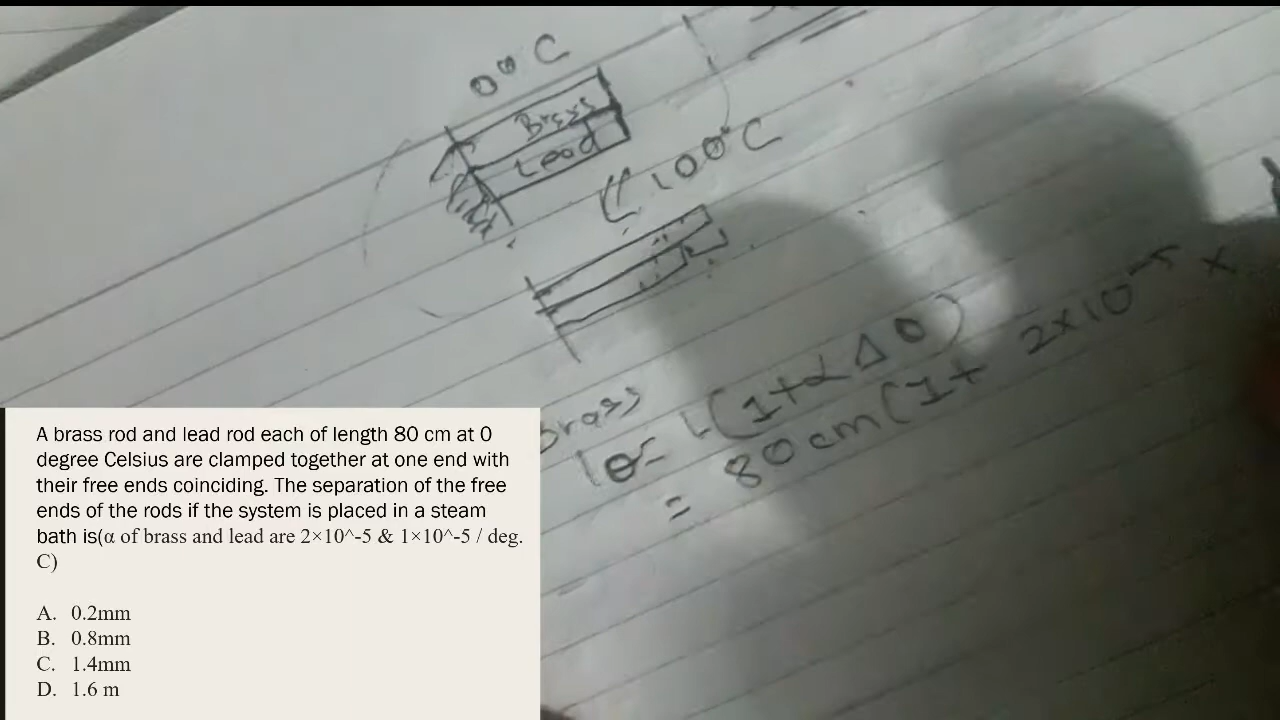 0°C
Brass
Lead
100°C
Brass
lθ = L(1+αΔθ)
= 80cm(1+ 2×10^-5 ×
A brass rod and lead rod each of length 80 cm at 0
degree Celsius are clamped together at one end with
their free ends coinciding. The separation of the free
ends of the rods if the system is placed in a steam
bath is(α of brass and lead are 2×10^-5 & 1×10^-5 / deg.
C)
A. 0.2mm
B. 0.8mm
C. 1.4mm
D. 1.6 m